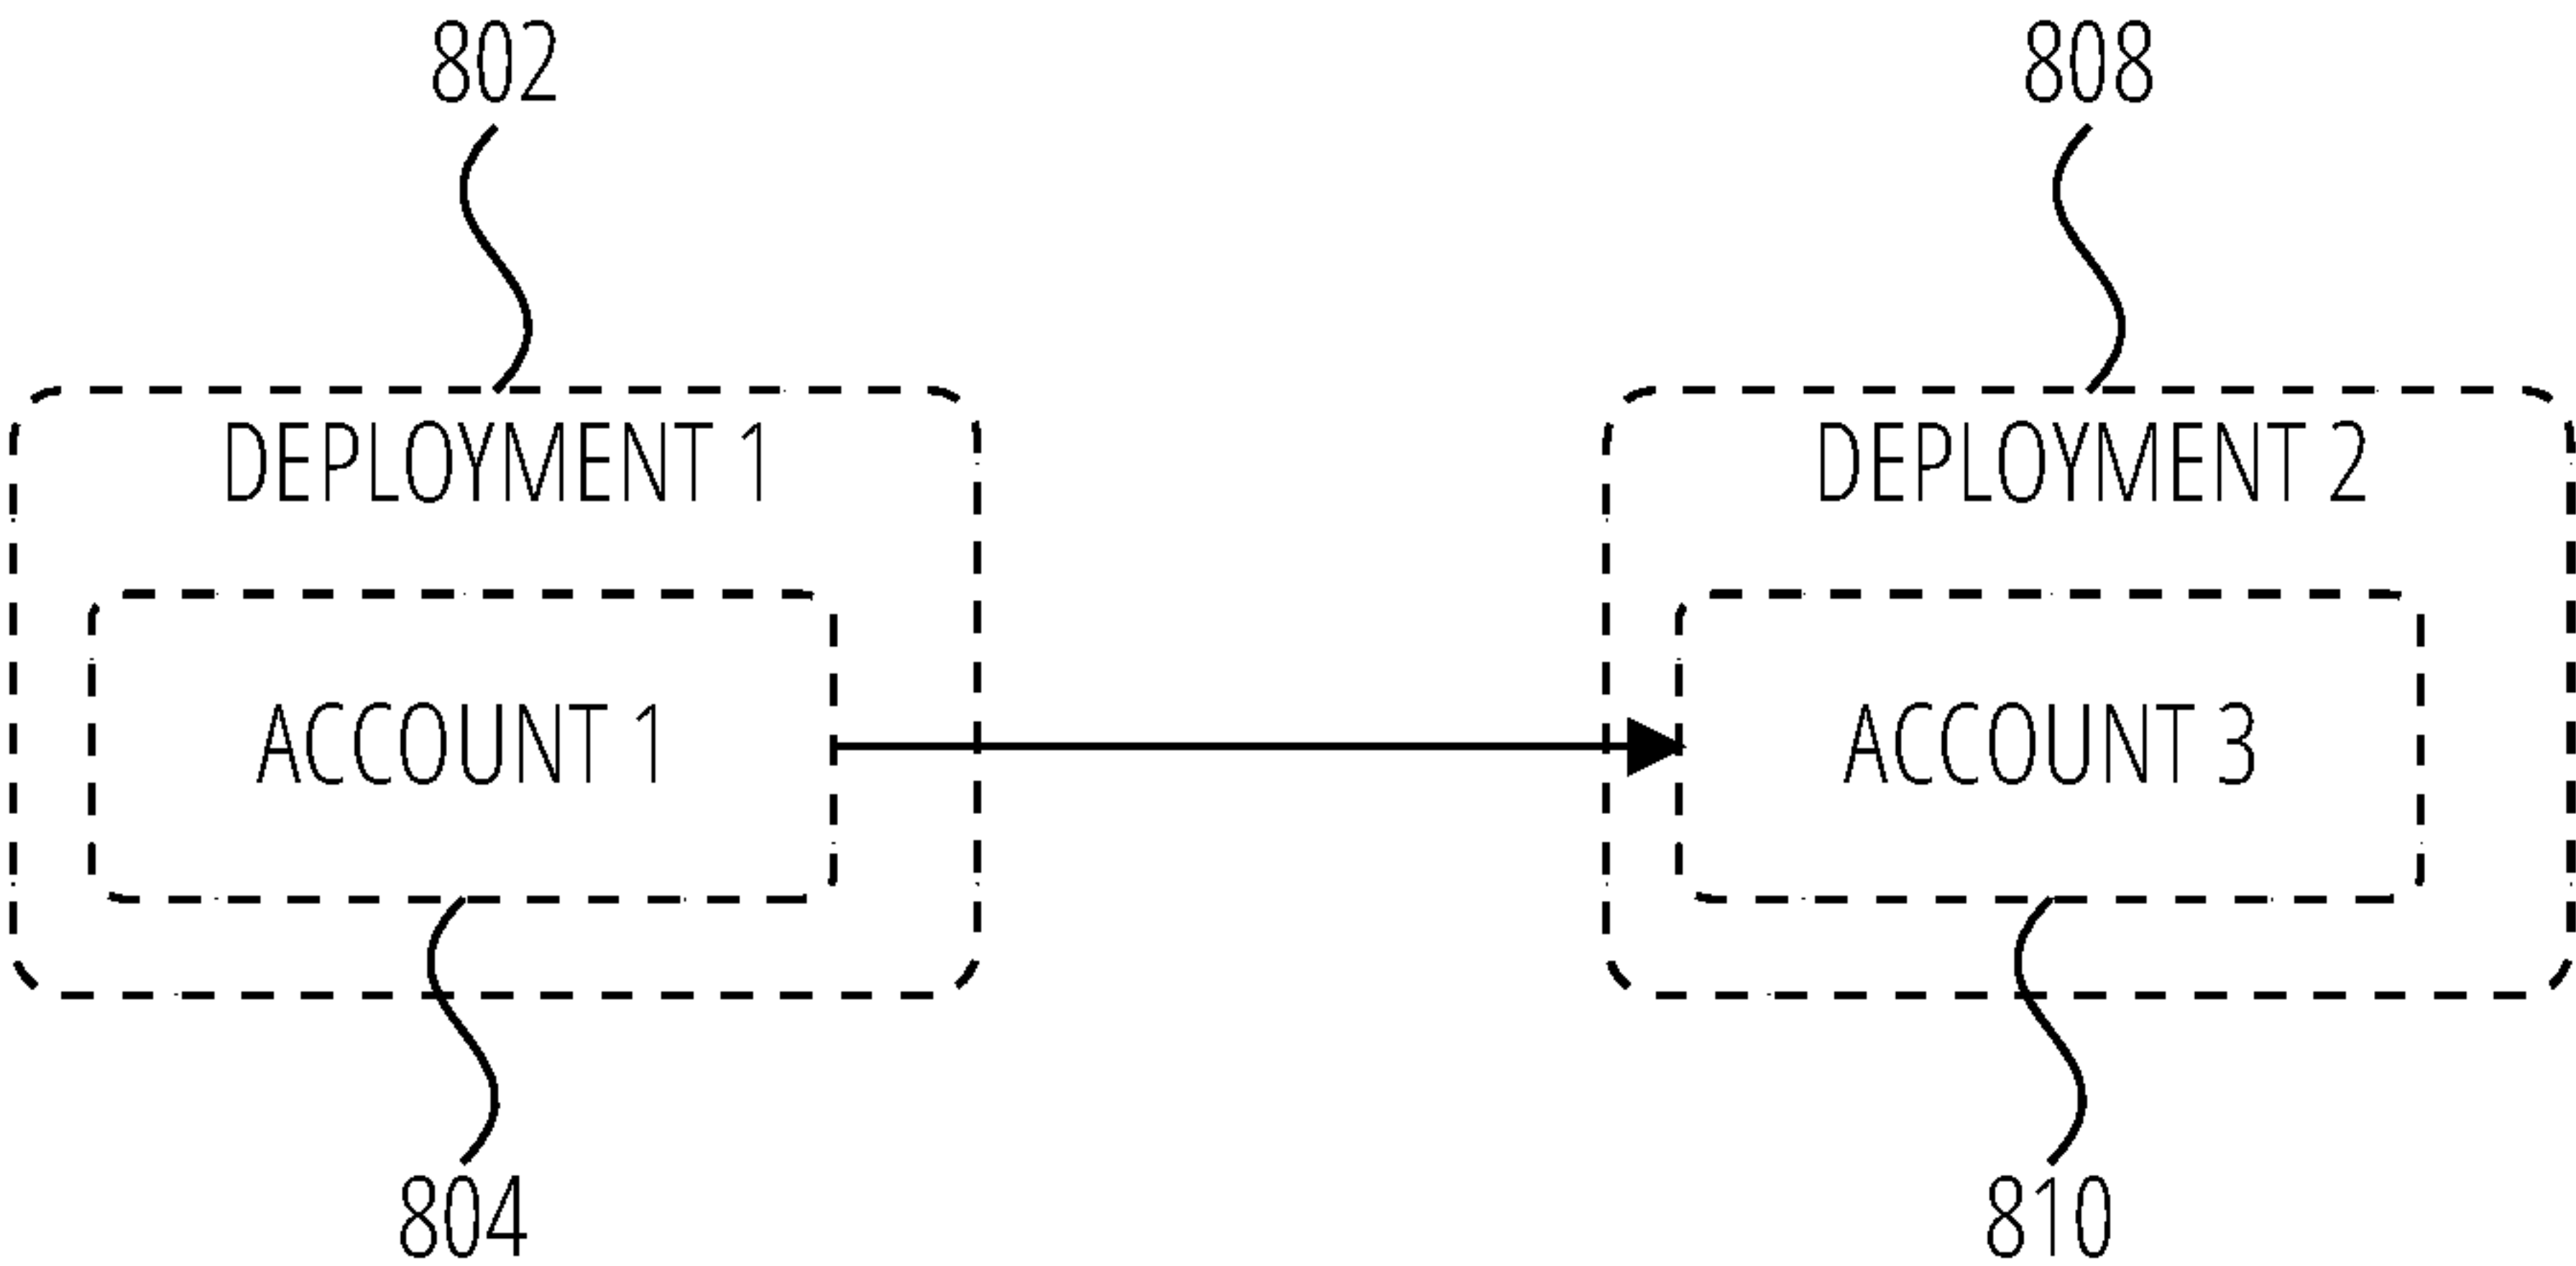 802
808
DEPLOYMENT 1
DEPLOYMENT 2
ACCOUNT 1
ACCOUNT 3
804
810